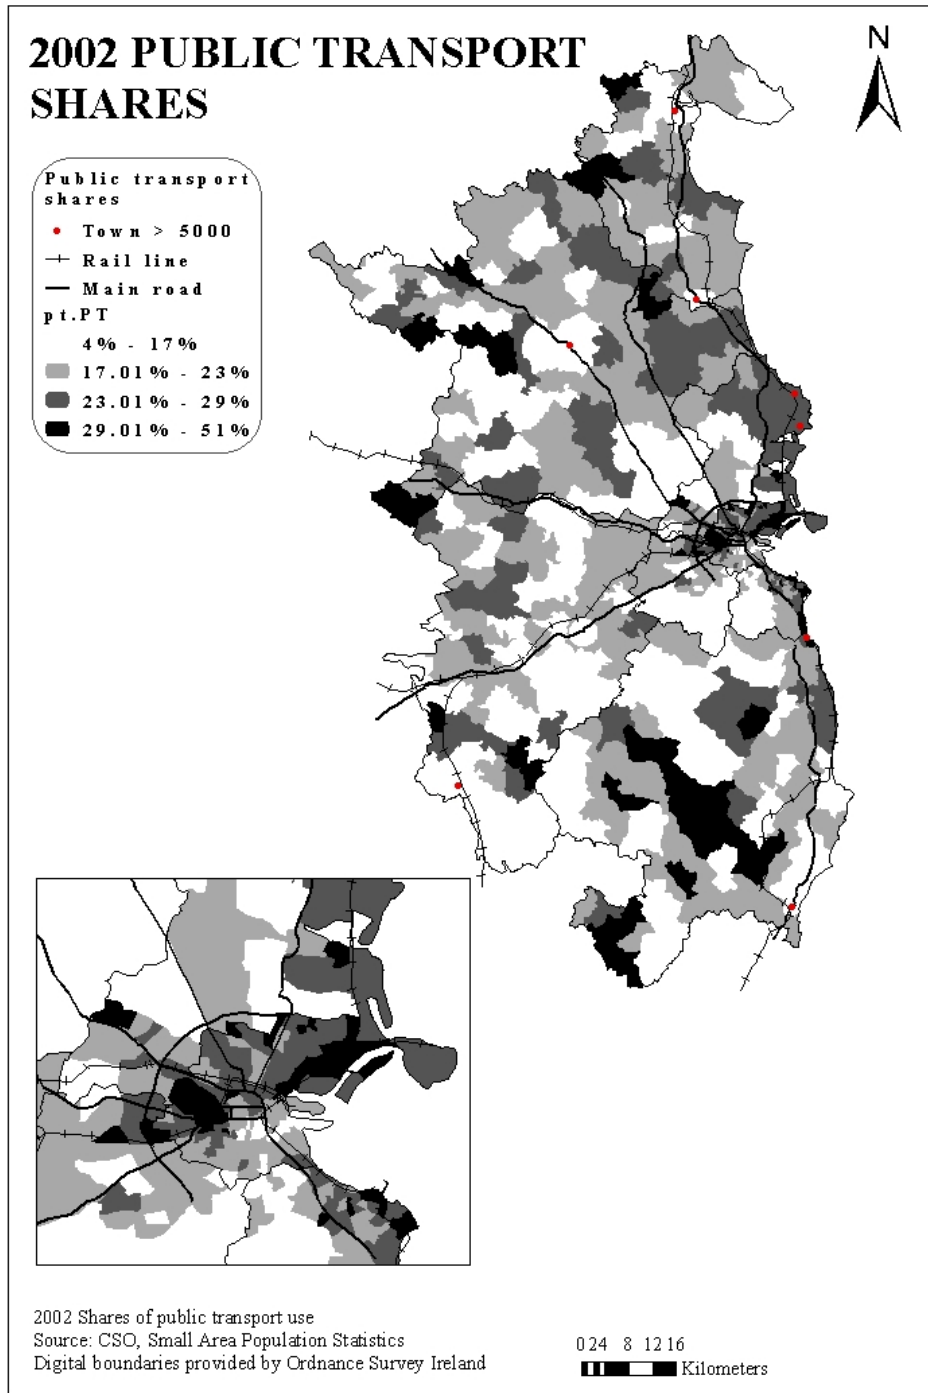 2002 PUBLIC TRANSPORT
SHARES
N
Public transport
shares
Town > 5000
Rail line
Main road
pt.PT
4% - 17%
17.01% - 23%
23.01% - 29%
29.01% - 51%
2002 Shares of public transport use
Source: CSO, Small Area Population Statistics
Digital boundaries provided by Ordnance Survey Ireland
0 2 4 8 12 16
Kilometers